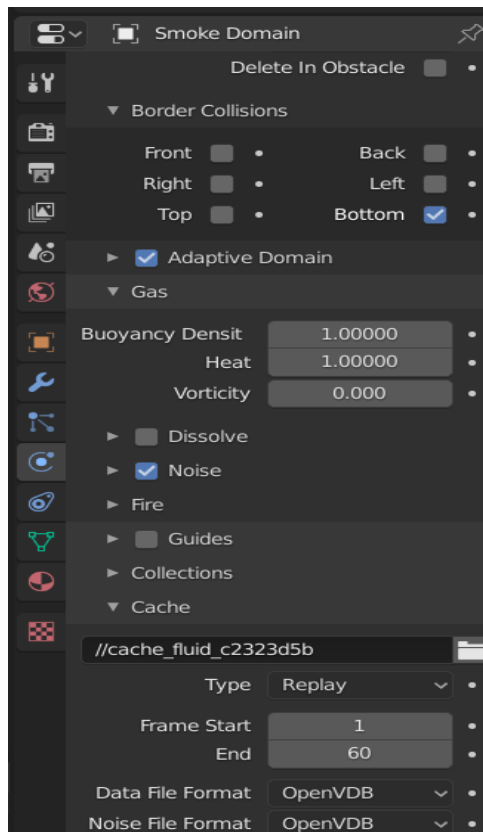 Smoke Domain
Delete In Obstacle
Border Collisions
Front Back
Right Left
Top Bottom
Adaptive Domain
Gas
Buoyancy Densit 1.00000
Heat 1.00000
Vorticity 0.000
Dissolve
Noise
Fire
Guides
Collections
Cache
//cache_fluid_c2323d5b
Type Replay
Frame Start 1
End 60
Data File Format OpenVDB
Noise File Format OpenVDB